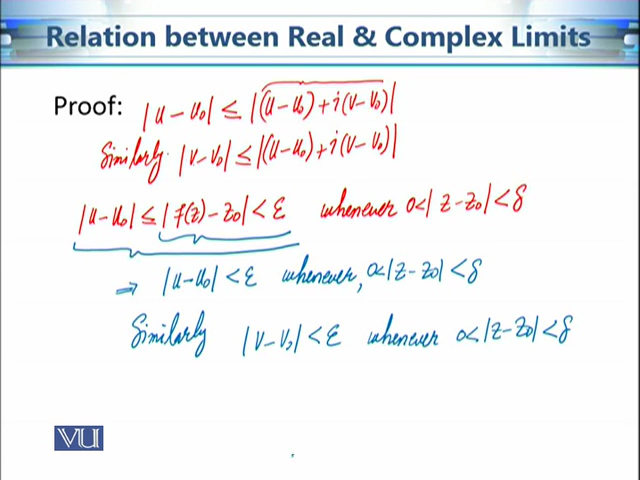 Relation between Real & Complex Limits
Proof: |u - u₀| ≤ |(u-u₀)+i(v-v₀)|
Similarly |v-v₀| ≤ |(u-u₀)+i(v-v₀)|
|u-u₀| ≤ |f(z)-z₀| < ε whenever 0<|z-z₀|<δ
⇒ |u-u₀| < ε whenever, 0<|z-z₀|<δ
Similarly |v-v₀| < ε whenever 0<|z-z₀|<δ
VU